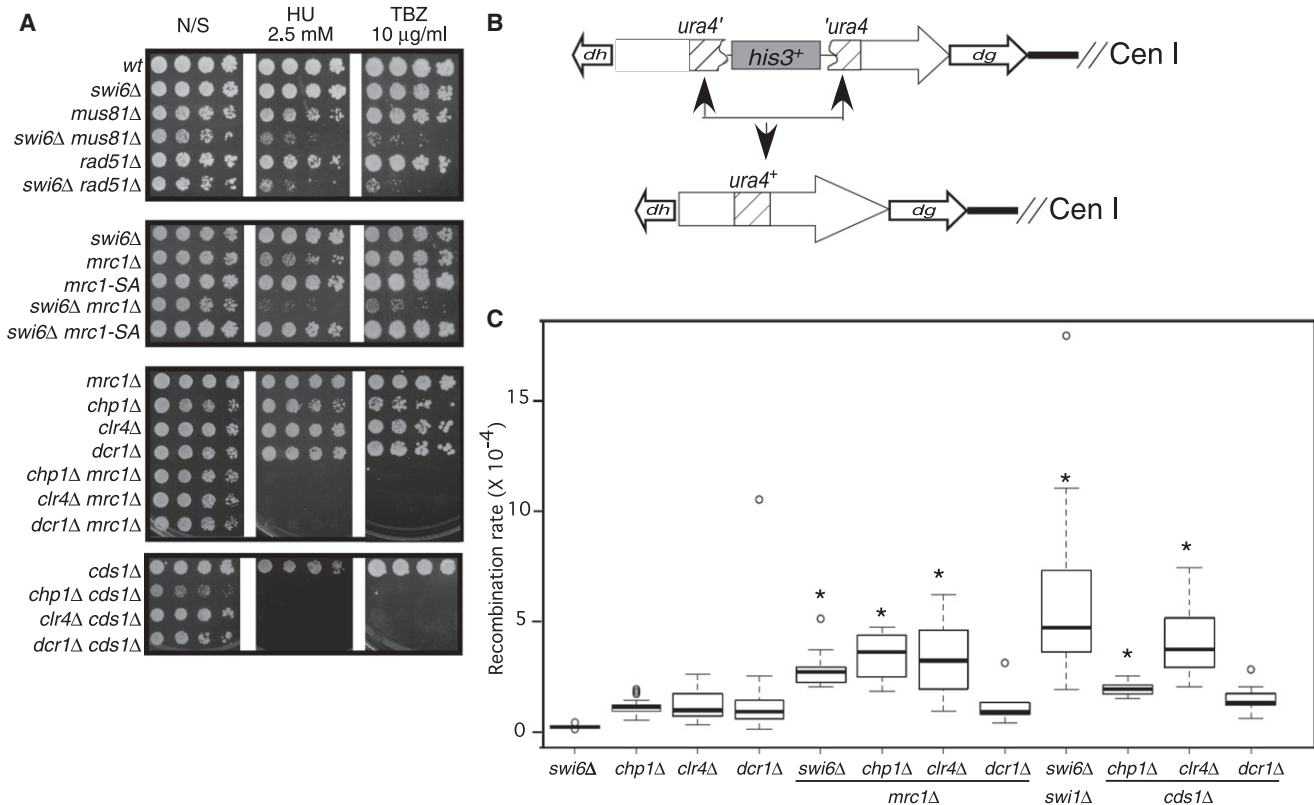 A
N/S
HU
2.5 mM
TBZ
10 µg/ml
wt
swi6Δ
mus81Δ
swi6Δ mus81Δ
rad51Δ
swi6Δ rad51Δ
swi6Δ
mrc1Δ
mrc1-SA
swi6Δ mrc1Δ
swi6Δ mrc1-SA
mrc1Δ
chp1Δ
clr4Δ
dcr1Δ
chp1Δ mrc1Δ
clr4Δ mrc1Δ
dcr1Δ mrc1Δ
cds1Δ
chp1Δ cds1Δ
clr4Δ cds1Δ
dcr1Δ cds1Δ
B
ura4' 'ura4
dh his3⁺ dg // Cen I
ura4⁺
dh dg // Cen I
C
Recombination rate (X 10⁻⁴)
15
10
5
0
* * * * * *
swi6Δ chp1Δ clr4Δ dcr1Δ swi6Δ chp1Δ clr4Δ dcr1Δ swi6Δ chp1Δ clr4Δ dcr1Δ
mrc1Δ swi1Δ cds1Δ